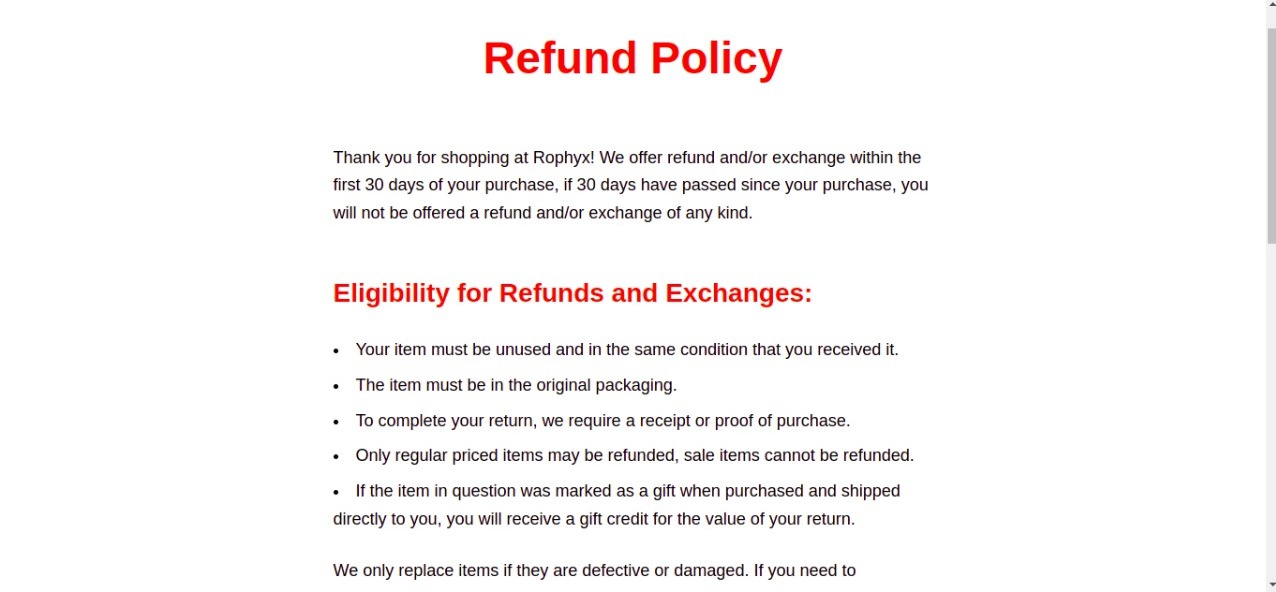 Refund Policy
Thank you for shopping at Rophyx! We offer refund and/or exchange within the
first 30 days of your purchase, if 30 days have passed since your purchase, you
will not be offered a refund and/or exchange of any kind.
Eligibility for Refunds and Exchanges:
• Your item must be unused and in the same condition that you received it.
• The item must be in the original packaging.
• To complete your return, we require a receipt or proof of purchase.
• Only regular priced items may be refunded, sale items cannot be refunded.
• If the item in question was marked as a gift when purchased and shipped
directly to you, you will receive a gift credit for the value of your return.
We only replace items if they are defective or damaged. If you need to